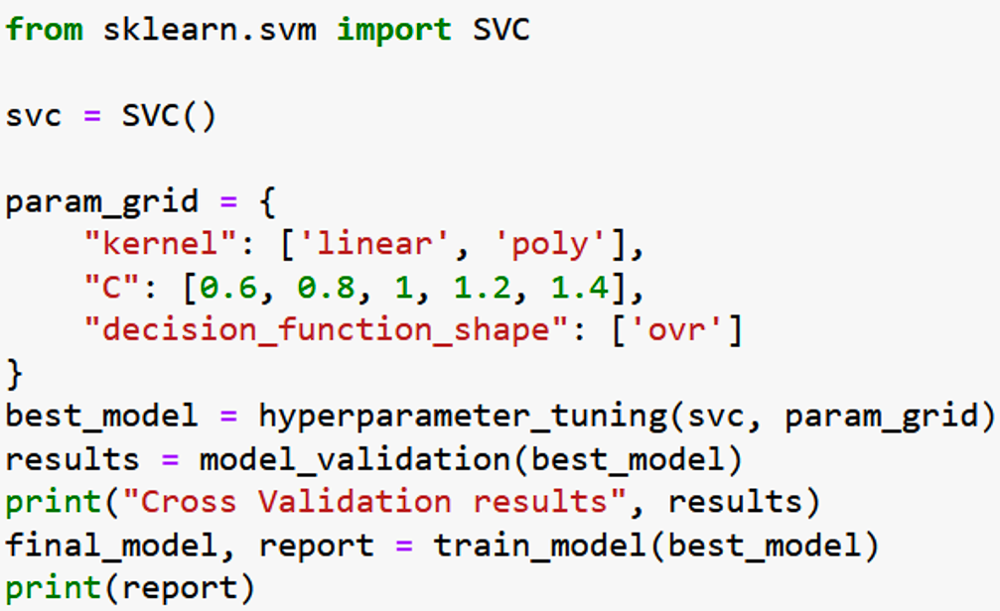 from sklearn.svm import SVC
svc = SVC()
param_grid = {
    "kernel": ['linear', 'poly'],
    "C": [0.6, 0.8, 1, 1.2, 1.4],
    "decision_function_shape": ['ovr']
}
best_model = hyperparameter_tuning(svc, param_grid)
results = model_validation(best_model)
print("Cross Validation results", results)
final_model, report = train_model(best_model)
print(report)